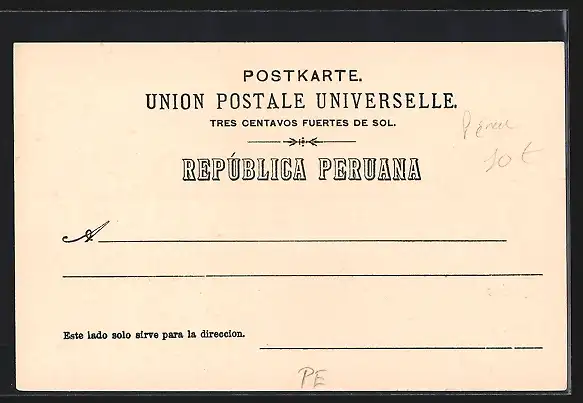 POSTKARTE.
UNION POSTALE UNIVERSELLE.
TRES CENTAVOS FUERTES DE SOL.
REPÚBLICA PERUANA
A
Este lado solo sirve para la direccion.
PE